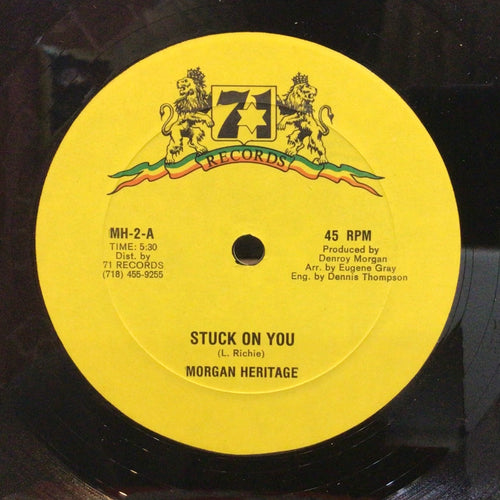 71
RECORDS
MH-2-A
TIME: 5:30
Dist. by
71 RECORDS
(718) 455-9255
45 RPM
Produced by
Denroy Morgan
Arr. by Eugene Gray
Eng. by Dennis Thompson
STUCK ON YOU
(L. Richie)
MORGAN HERITAGE